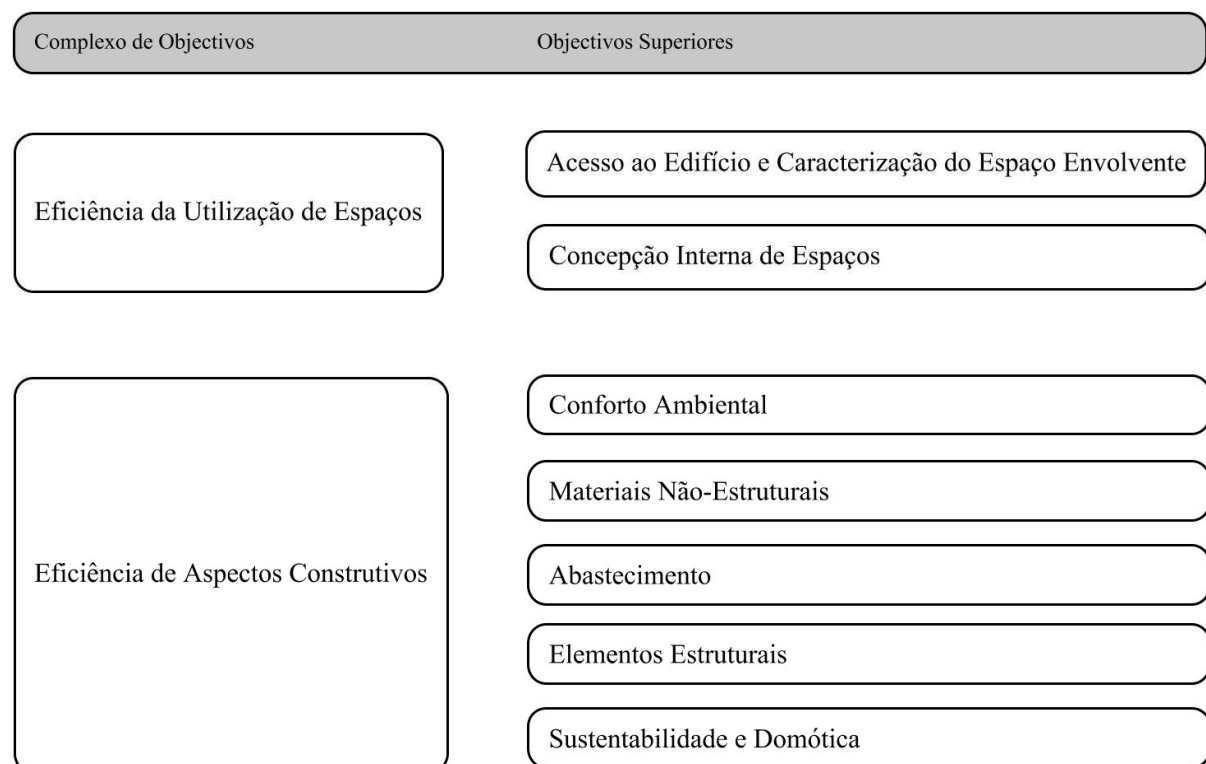 Complexo de Objectivos
Objectivos Superiores
Eficiência da Utilização de Espaços
Acesso ao Edifício e Caracterização do Espaço Envolvente
Concepção Interna de Espaços
Eficiência de Aspectos Construtivos
Conforto Ambiental
Materiais Não-Estruturais
Abastecimento
Elementos Estruturais
Sustentabilidade e Domótica